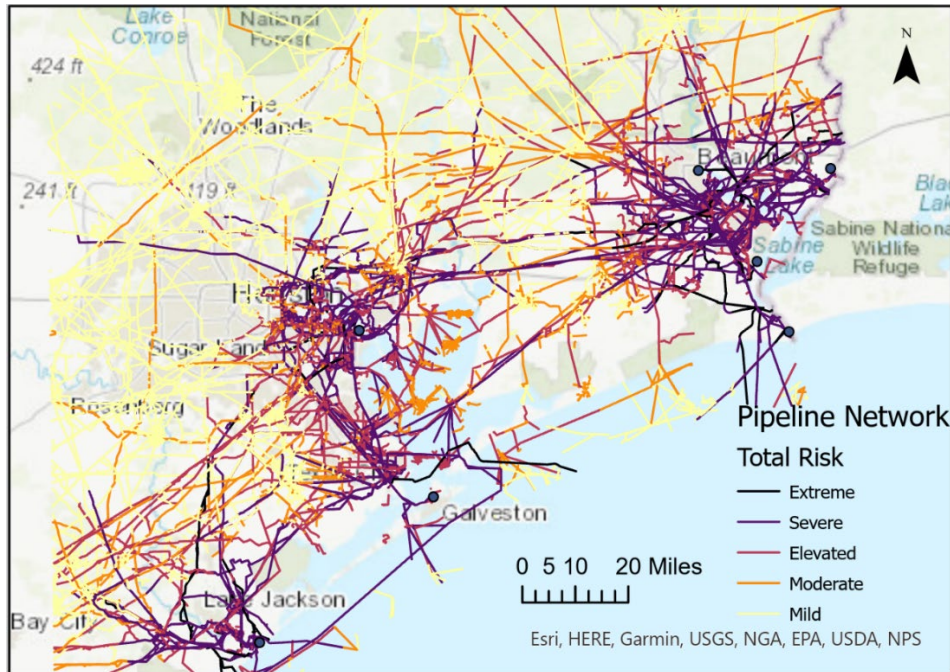 Lake
Conroe
National
Forest
N
424 ft
The
Woodlands
Beaumont
241 ft
119 ft
Sabine National
Wildlife
Refuge
Sabine
Lake
Houston
Sugar Land
Rosenberg
Galveston
Lake Jackson
Bay City
Pipeline Network
Total Risk
Extreme
Severe
Elevated
Moderate
Mild
0 5 10 20 Miles
Esri, HERE, Garmin, USGS, NGA, EPA, USDA, NPS